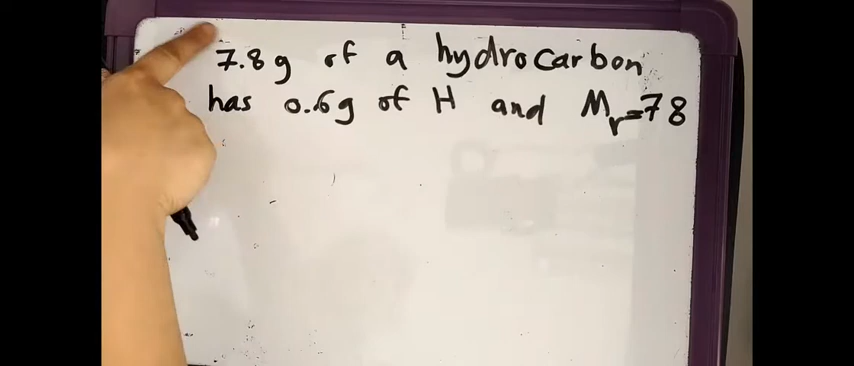 7.8g of a hydrocarbon
has 0.6g of H and Mr=78